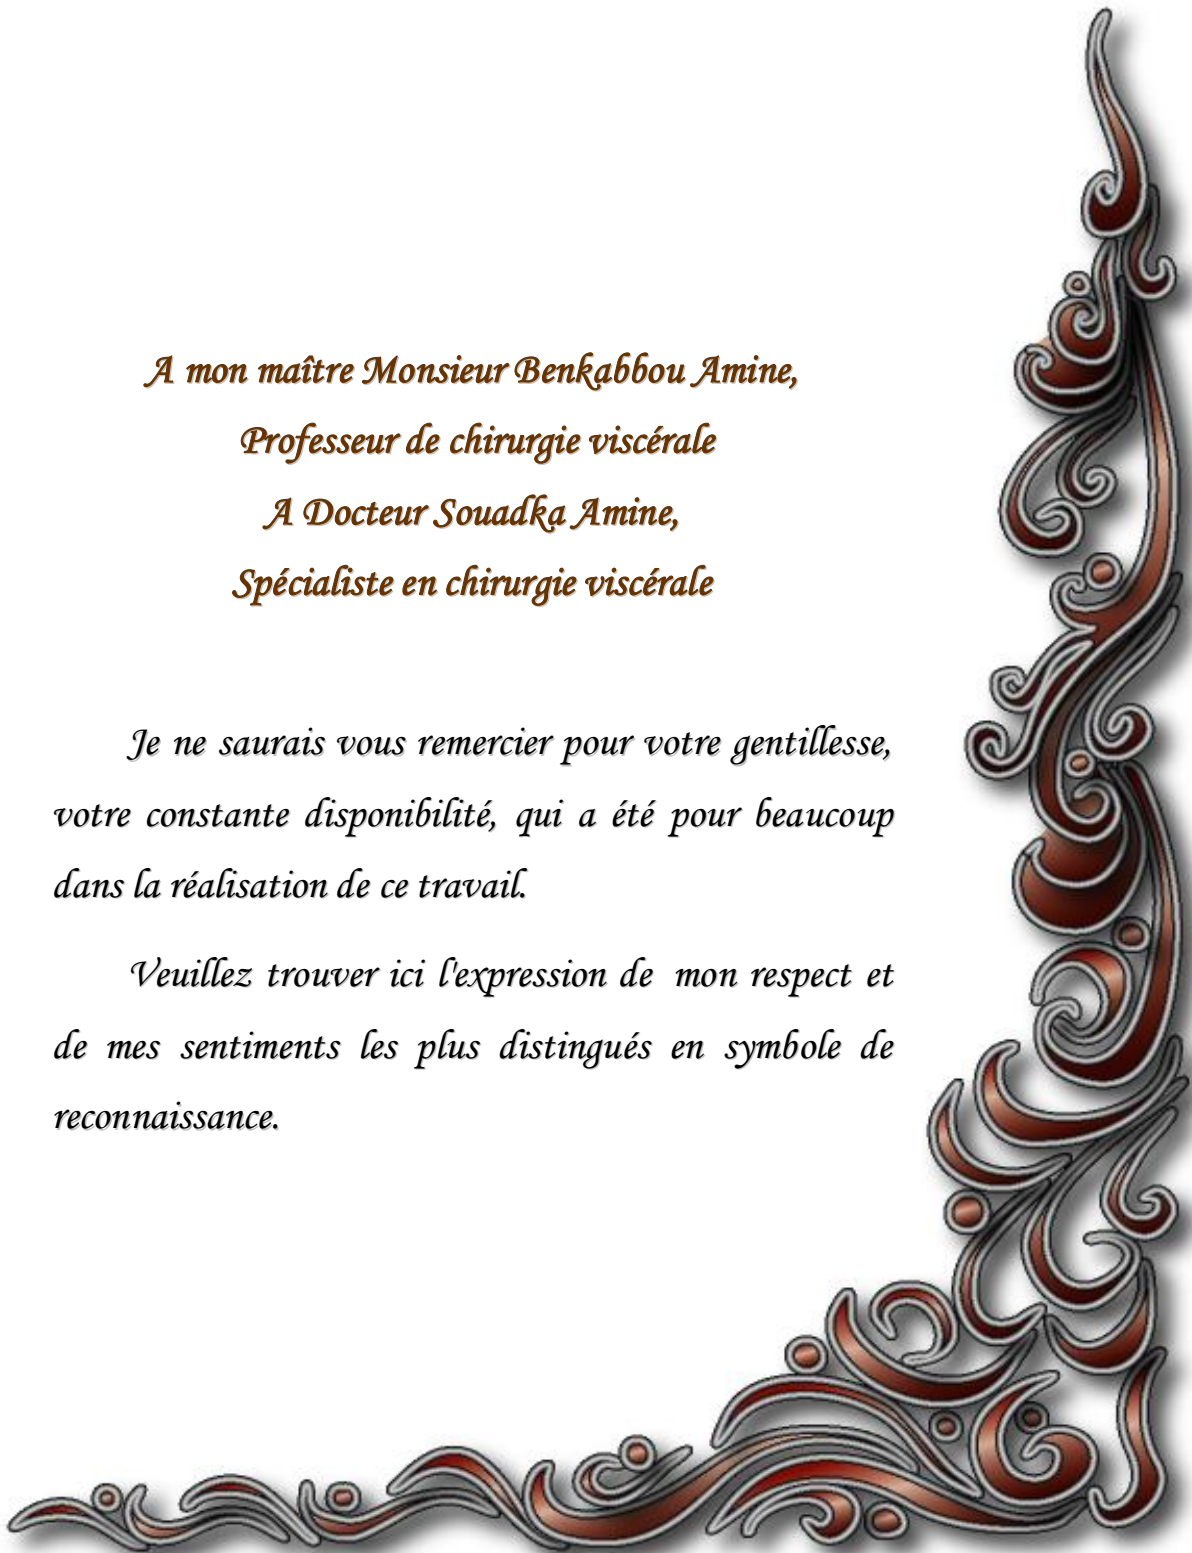 A mon maître Monsieur Benkabbou Amine,
Professeur de chirurgie viscérale
A Docteur Souadka Amine,
Spécialiste en chirurgie viscérale
Je ne saurais vous remercier pour votre gentillesse,
votre constante disponibilité, qui a été pour beaucoup
dans la réalisation de ce travail.
Veuillez trouver ici l'expression de mon respect et
de mes sentiments les plus distingués en symbole de
reconnaissance.